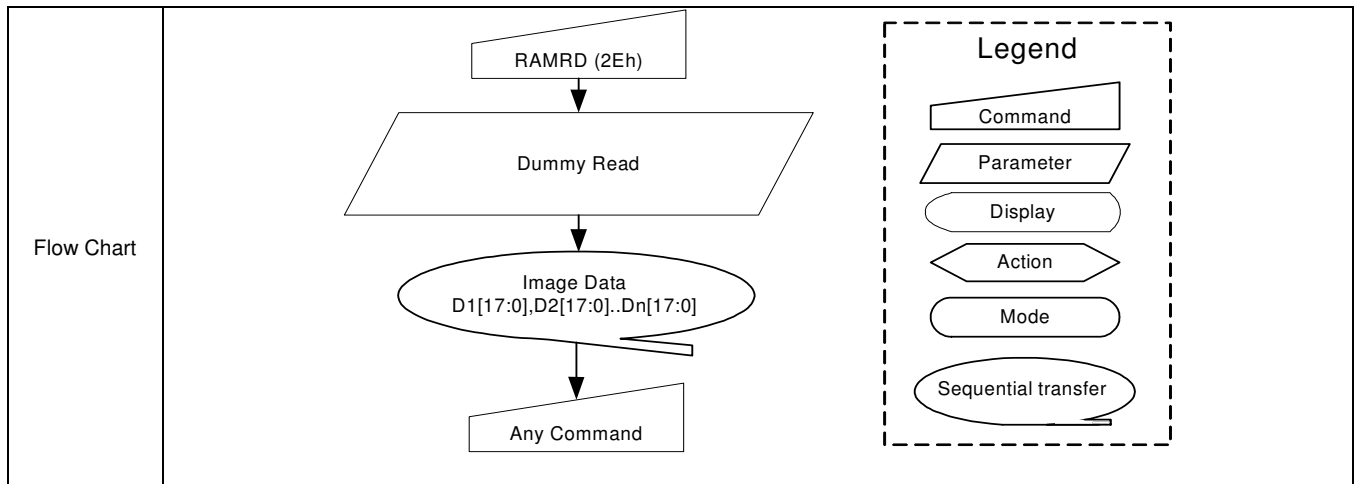 Flow Chart
RAMRD (2Eh)
Dummy Read
Image Data
D1[17:0],D2[17:0]..Dn[17:0]
Any Command
Legend
Command
Parameter
Display
Action
Mode
Sequential transfer